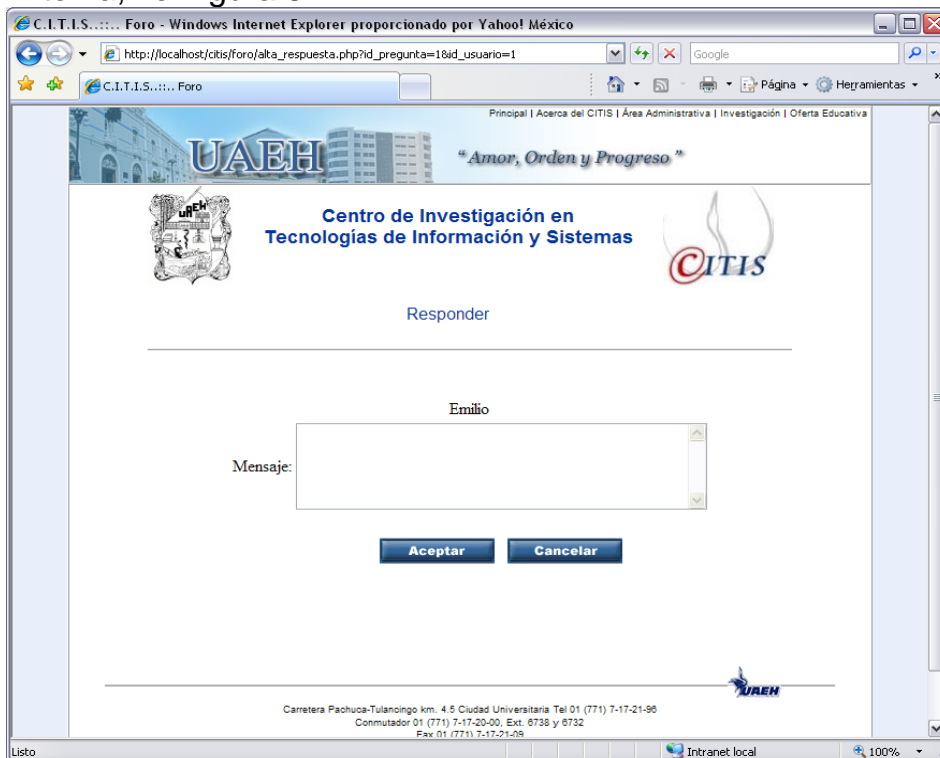 C.I.T.I.S..::.. Foro - Windows Internet Explorer proporcionado por Yahoo! México
http://localhost/citis/foro/alta_respuesta.php?id_pregunta=1&id_usuario=1
Google
C.I.T.I.S..::.. Foro
Página
Herramientas
Principal | Acerca del CITIS | Área Administrativa | Investigación | Oferta Educativa
UAEH
“Amor, Orden y Progreso”
UAEH
Centro de Investigación en
Tecnologías de Información y Sistemas
CITIS
Responder
Emilio
Mensaje:
Aceptar
Cancelar
UAEH
Carretera Pachuca-Tulancingo km. 4.5 Ciudad Universitaria Tel 01 (771) 7-17-21-96
Conmutador 01 (771) 7-17-20-00, Ext. 6738 y 6732
Fax 01 (771) 7-17-21-09
Listo
Intranet local
100%